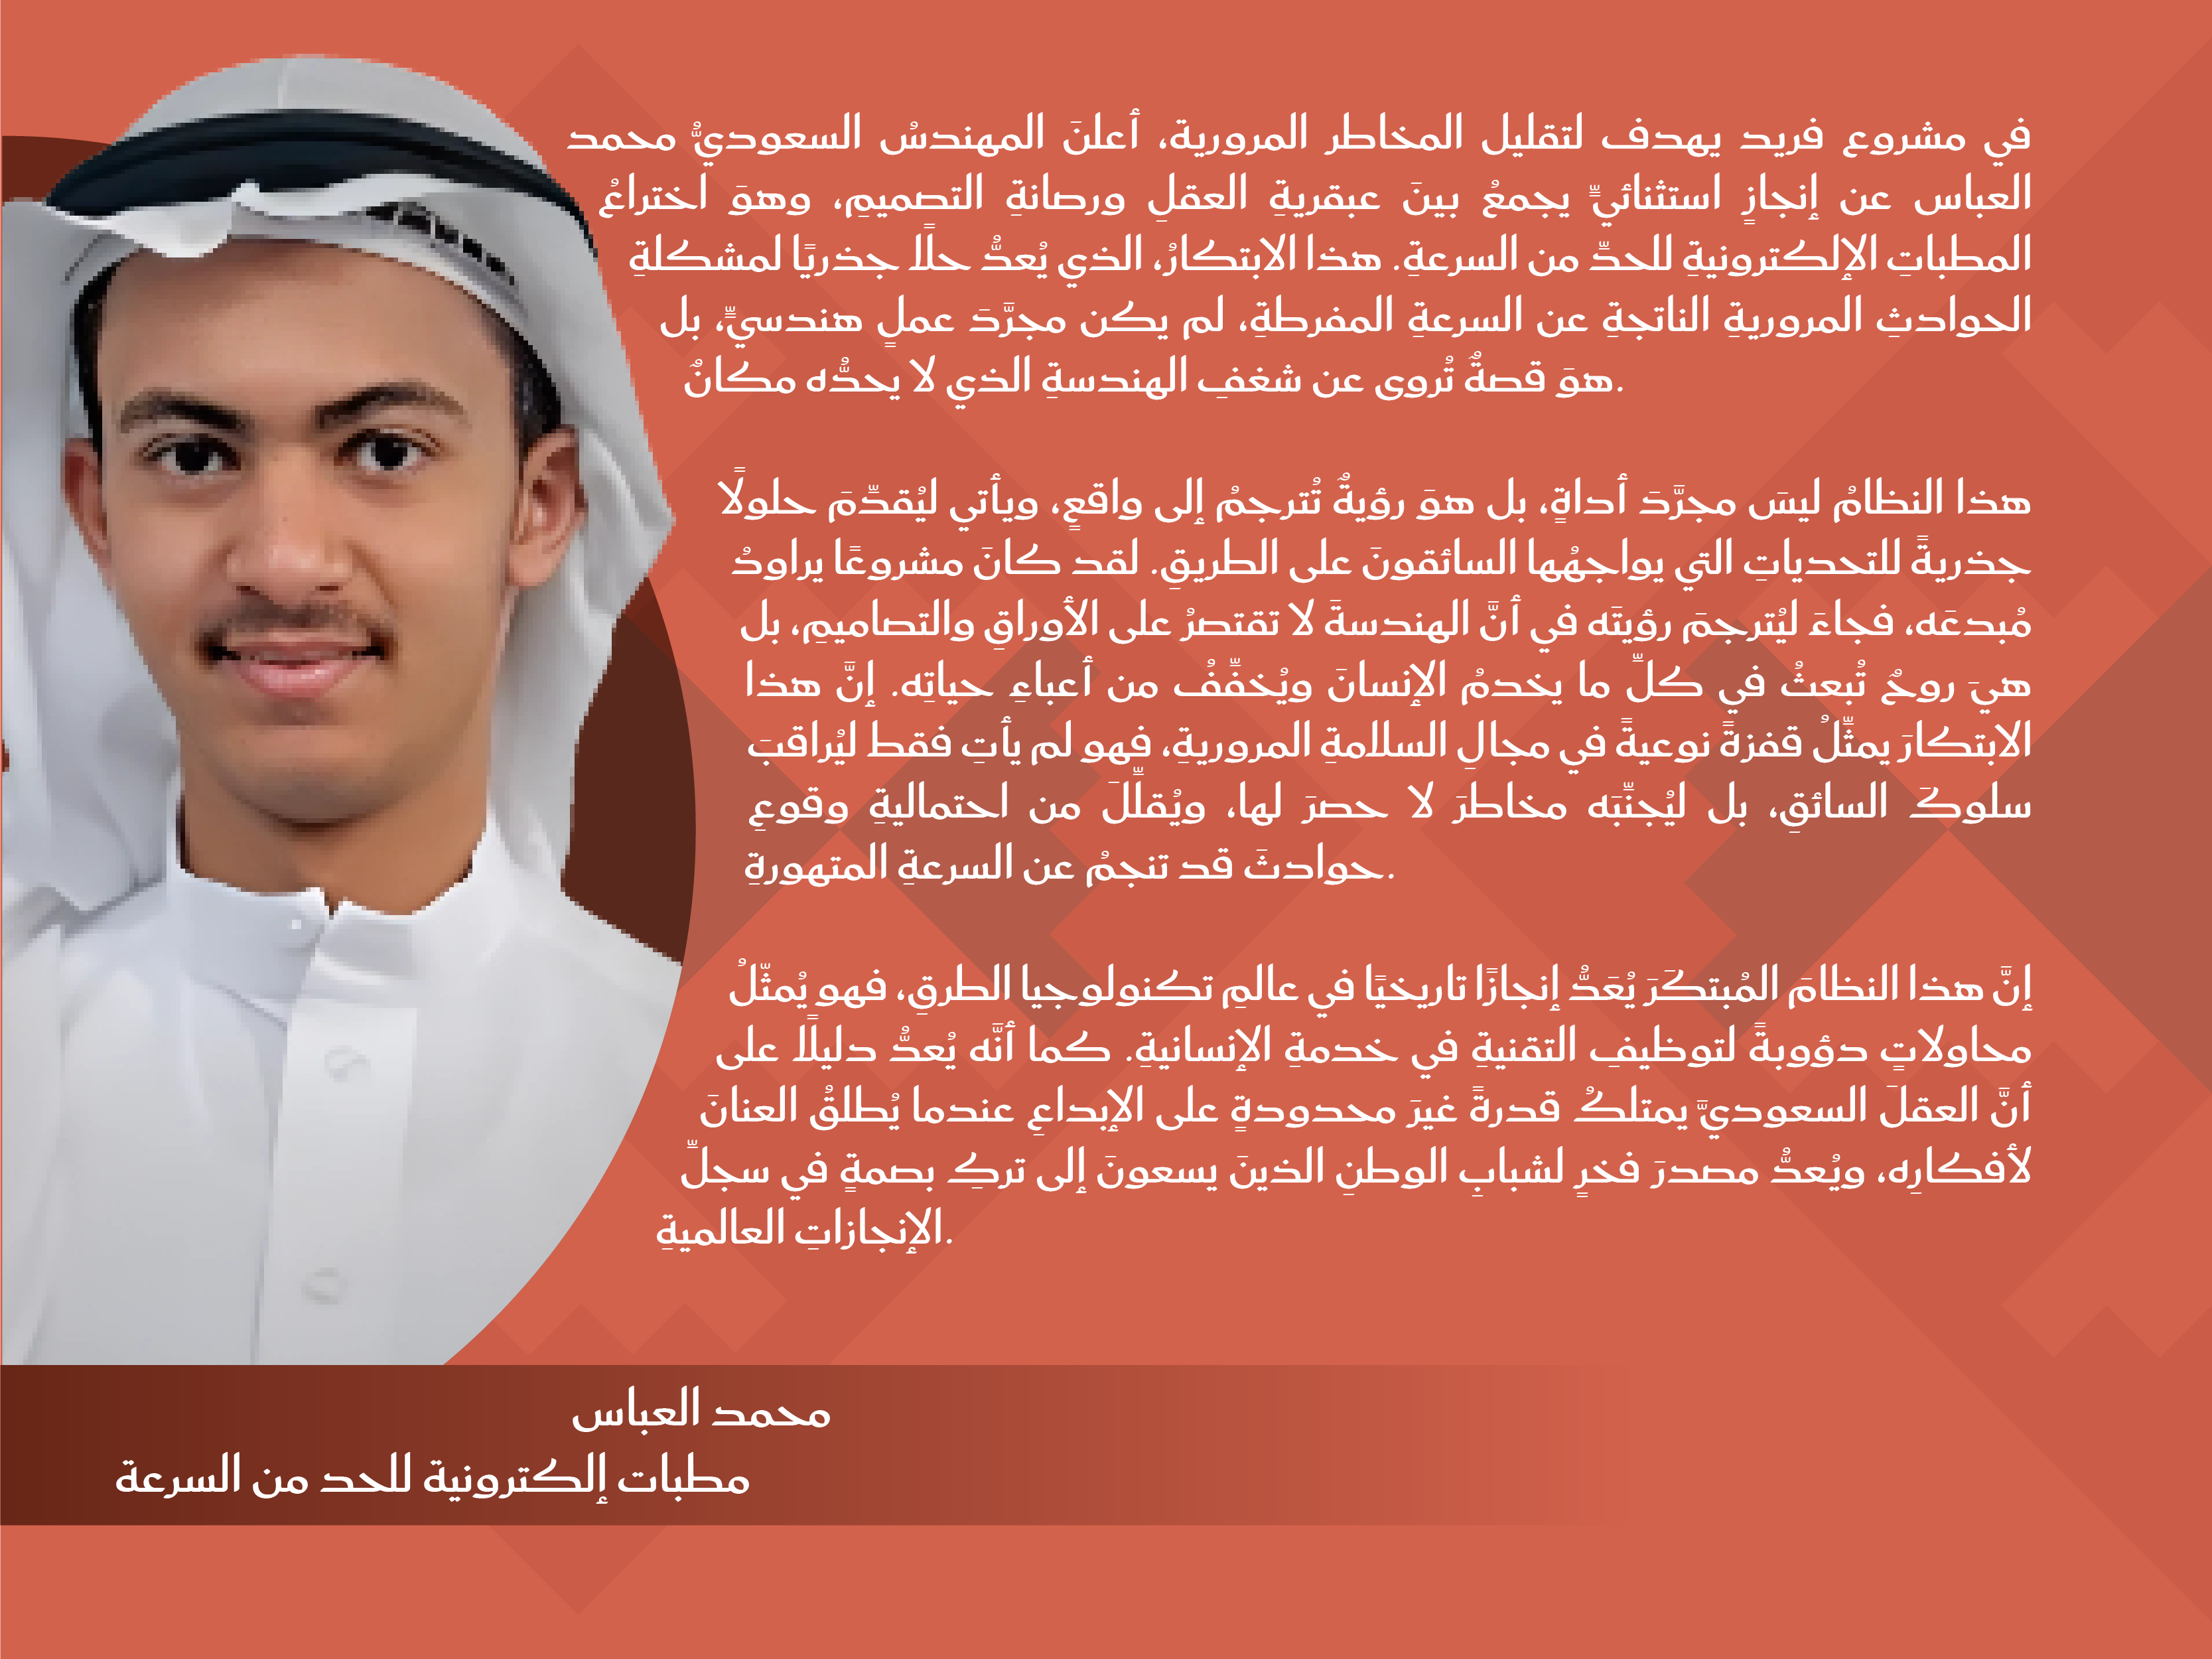 في مشروع فريد يهدف لتقليل المخاطر المرورية، أعلنَ المهندسُ السعوديُّ محمد
العباس عن إنجازٍ استثنائيٍّ يجمعُ بينَ عبقريةِ العقلِ ورصانةِ التصميمِ، وهوَ اختراعُ
المطباتِ الإلكترونيةِ للحدِّ من السرعةِ. هذا الابتكارُ، الذي يُعدُّ حلًا جذريًا لمشكلةِ
الحوادثِ المروريةِ الناتجةِ عن السرعةِ المفرطةِ، لم يكن مجرَّدَ عملٍ هندسيٍّ، بل
هوَ قصةٌ تُروى عن شغفِ الهندسةِ الذي لا يحدُّه مكانٌ.
هذا النظامُ ليسَ مجرَّدَ أداةٍ، بل هوَ رؤيةٌ تُترجمُ إلى واقعٍ، ويأتي ليُقدِّمَ حلولًا
جذريةً للتحدياتِ التي يواجهُها السائقونَ على الطريقِ. لقد كانَ مشروعًا يراودُ
مُبدعَه، فجاءَ ليُترجمَ رؤيتَه في أنَّ الهندسةَ لا تقتصرُ على الأوراقِ والتصاميمِ، بل
هيَ روحٌ تُبعثُ في كلِّ ما يخدمُ الإنسانَ ويُخفِّفُ من أعباءِ حياتِه. إنَّ هذا
الابتكارَ يمثِّلُ قفزةً نوعيةً في مجالِ السلامةِ المروريةِ، فهو لم يأتِ فقط ليُراقبَ
سلوكَ السائقِ، بل ليُجنِّبَه مخاطرَ لا حصرَ لها، ويُقلِّلَ من احتماليةِ وقوعِ
حوادثَ قد تنجمُ عن السرعةِ المتهورةِ.
إنَّ هذا النظامَ المُبتكَرَ يُعَدُّ إنجازًا تاريخيًا في عالمِ تكنولوجيا الطرقِ، فهو يُمثّلُ
محاولاتٍ دؤوبةً لتوظيفِ التقنيةِ في خدمةِ الإنسانيةِ. كما أنَّه يُعدُّ دليلًا على
أنَّ العقلَ السعوديَّ يمتلكُ قدرةً غيرَ محدودةٍ على الإبداعِ عندما يُطلقُ العنانَ
لأفكارِه، ويُعدُّ مصدرَ فخرٍ لشبابِ الوطنِ الذينَ يسعونَ إلى تركِ بصمةٍ في سجلِّ
الإنجازاتِ العالميةِ.
محمد العباس
مطبات إلكترونية للحد من السرعة